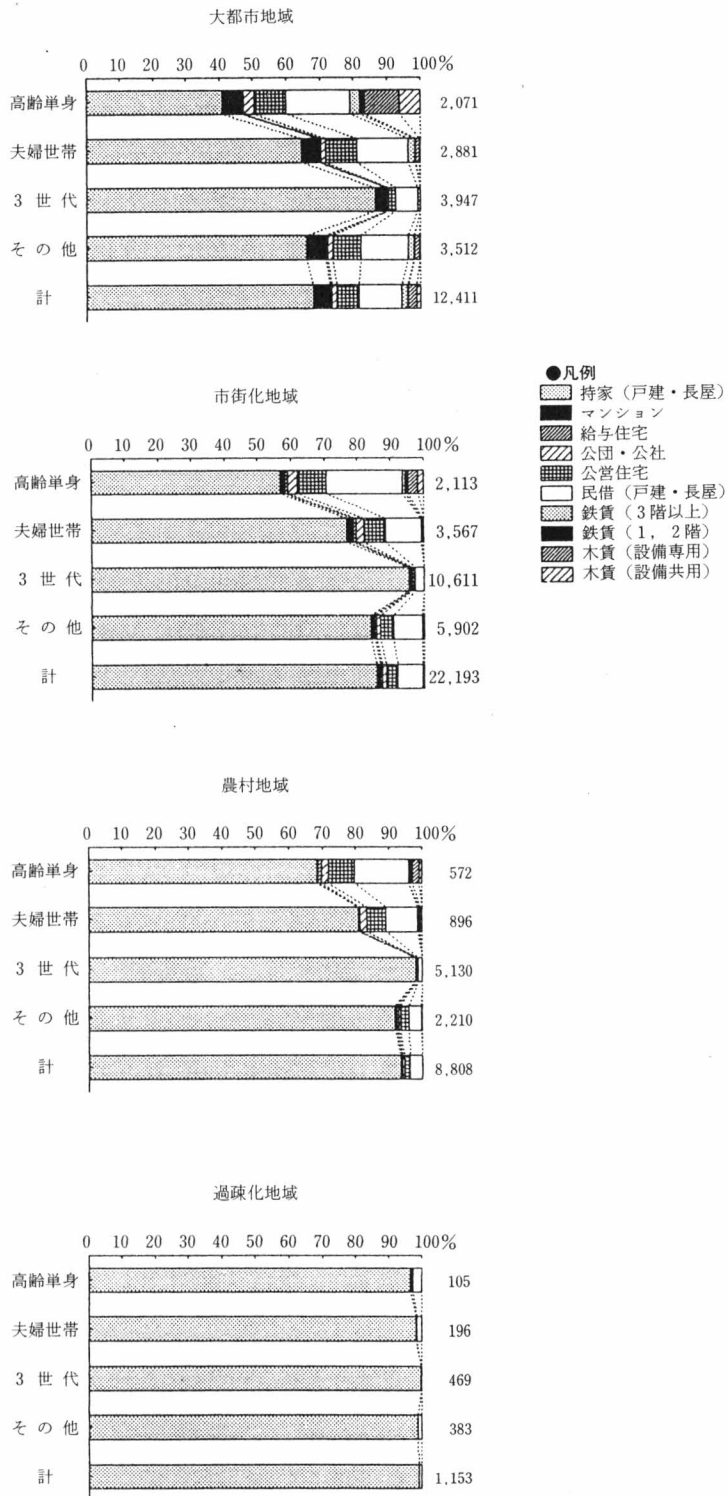 大都市地域
0 10 20 30 40 50 60 70 80 90 100%
高齢単身 2,071
夫婦世帯 2,881
3 世 代 3,947
そ の 他 3,512
計 12,411
市街化地域
0 10 20 30 40 50 60 70 80 90 100%
高齢単身 2,113
夫婦世帯 3,567
3 世 代 10,611
そ の 他 5,902
計 22,193
●凡例
持家（戸建・長屋）
マンション
給与住宅
公団・公社
公営住宅
民借（戸建・長屋）
鉄賃（3階以上）
鉄賃（1，2階）
木賃（設備専用）
木賃（設備共用）
農村地域
0 10 20 30 40 50 60 70 80 90 100%
高齢単身 572
夫婦世帯 896
3 世 代 5,130
そ の 他 2,210
計 8,808
過疎化地域
0 10 20 30 40 50 60 70 80 90 100%
高齢単身 105
夫婦世帯 196
3 世 代 469
そ の 他 383
計 1,153